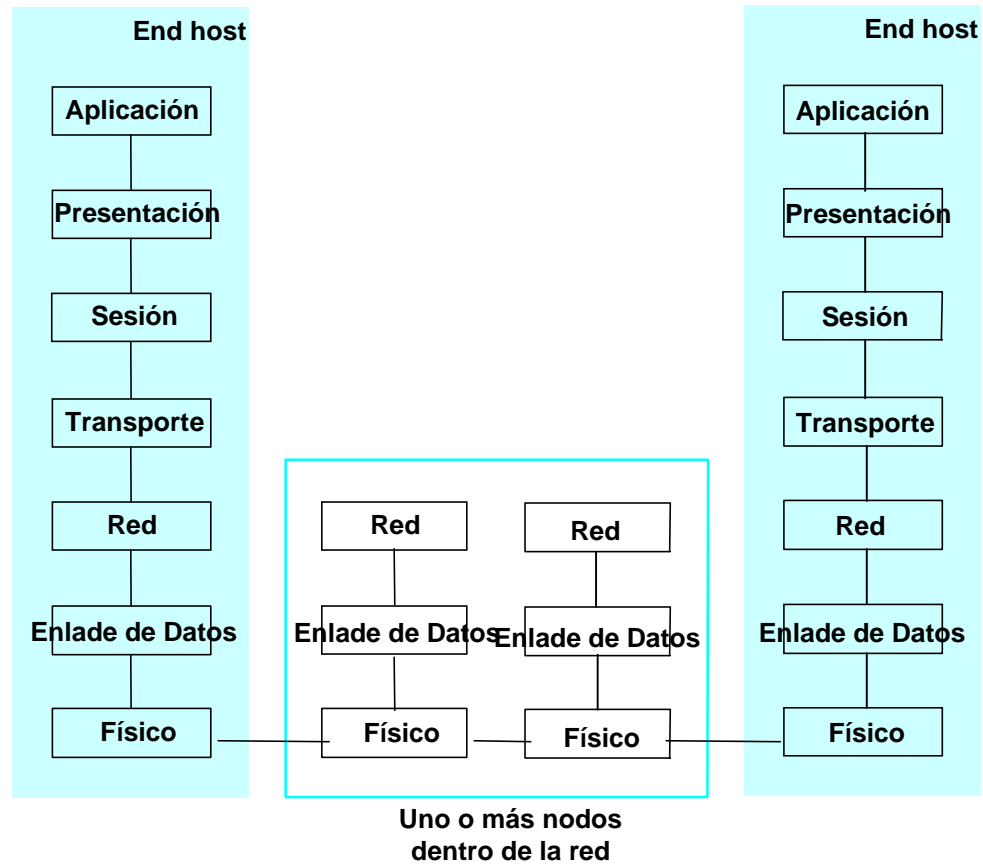 End host
Aplicación
Presentación
Sesión
Transporte
Red
Enlade de Datos
Físico
Red
Enlade de Datos
Físico
Red
Enlade de Datos
Físico
Uno o más nodos
dentro de la red
End host
Aplicación
Presentación
Sesión
Transporte
Red
Enlade de Datos
Físico